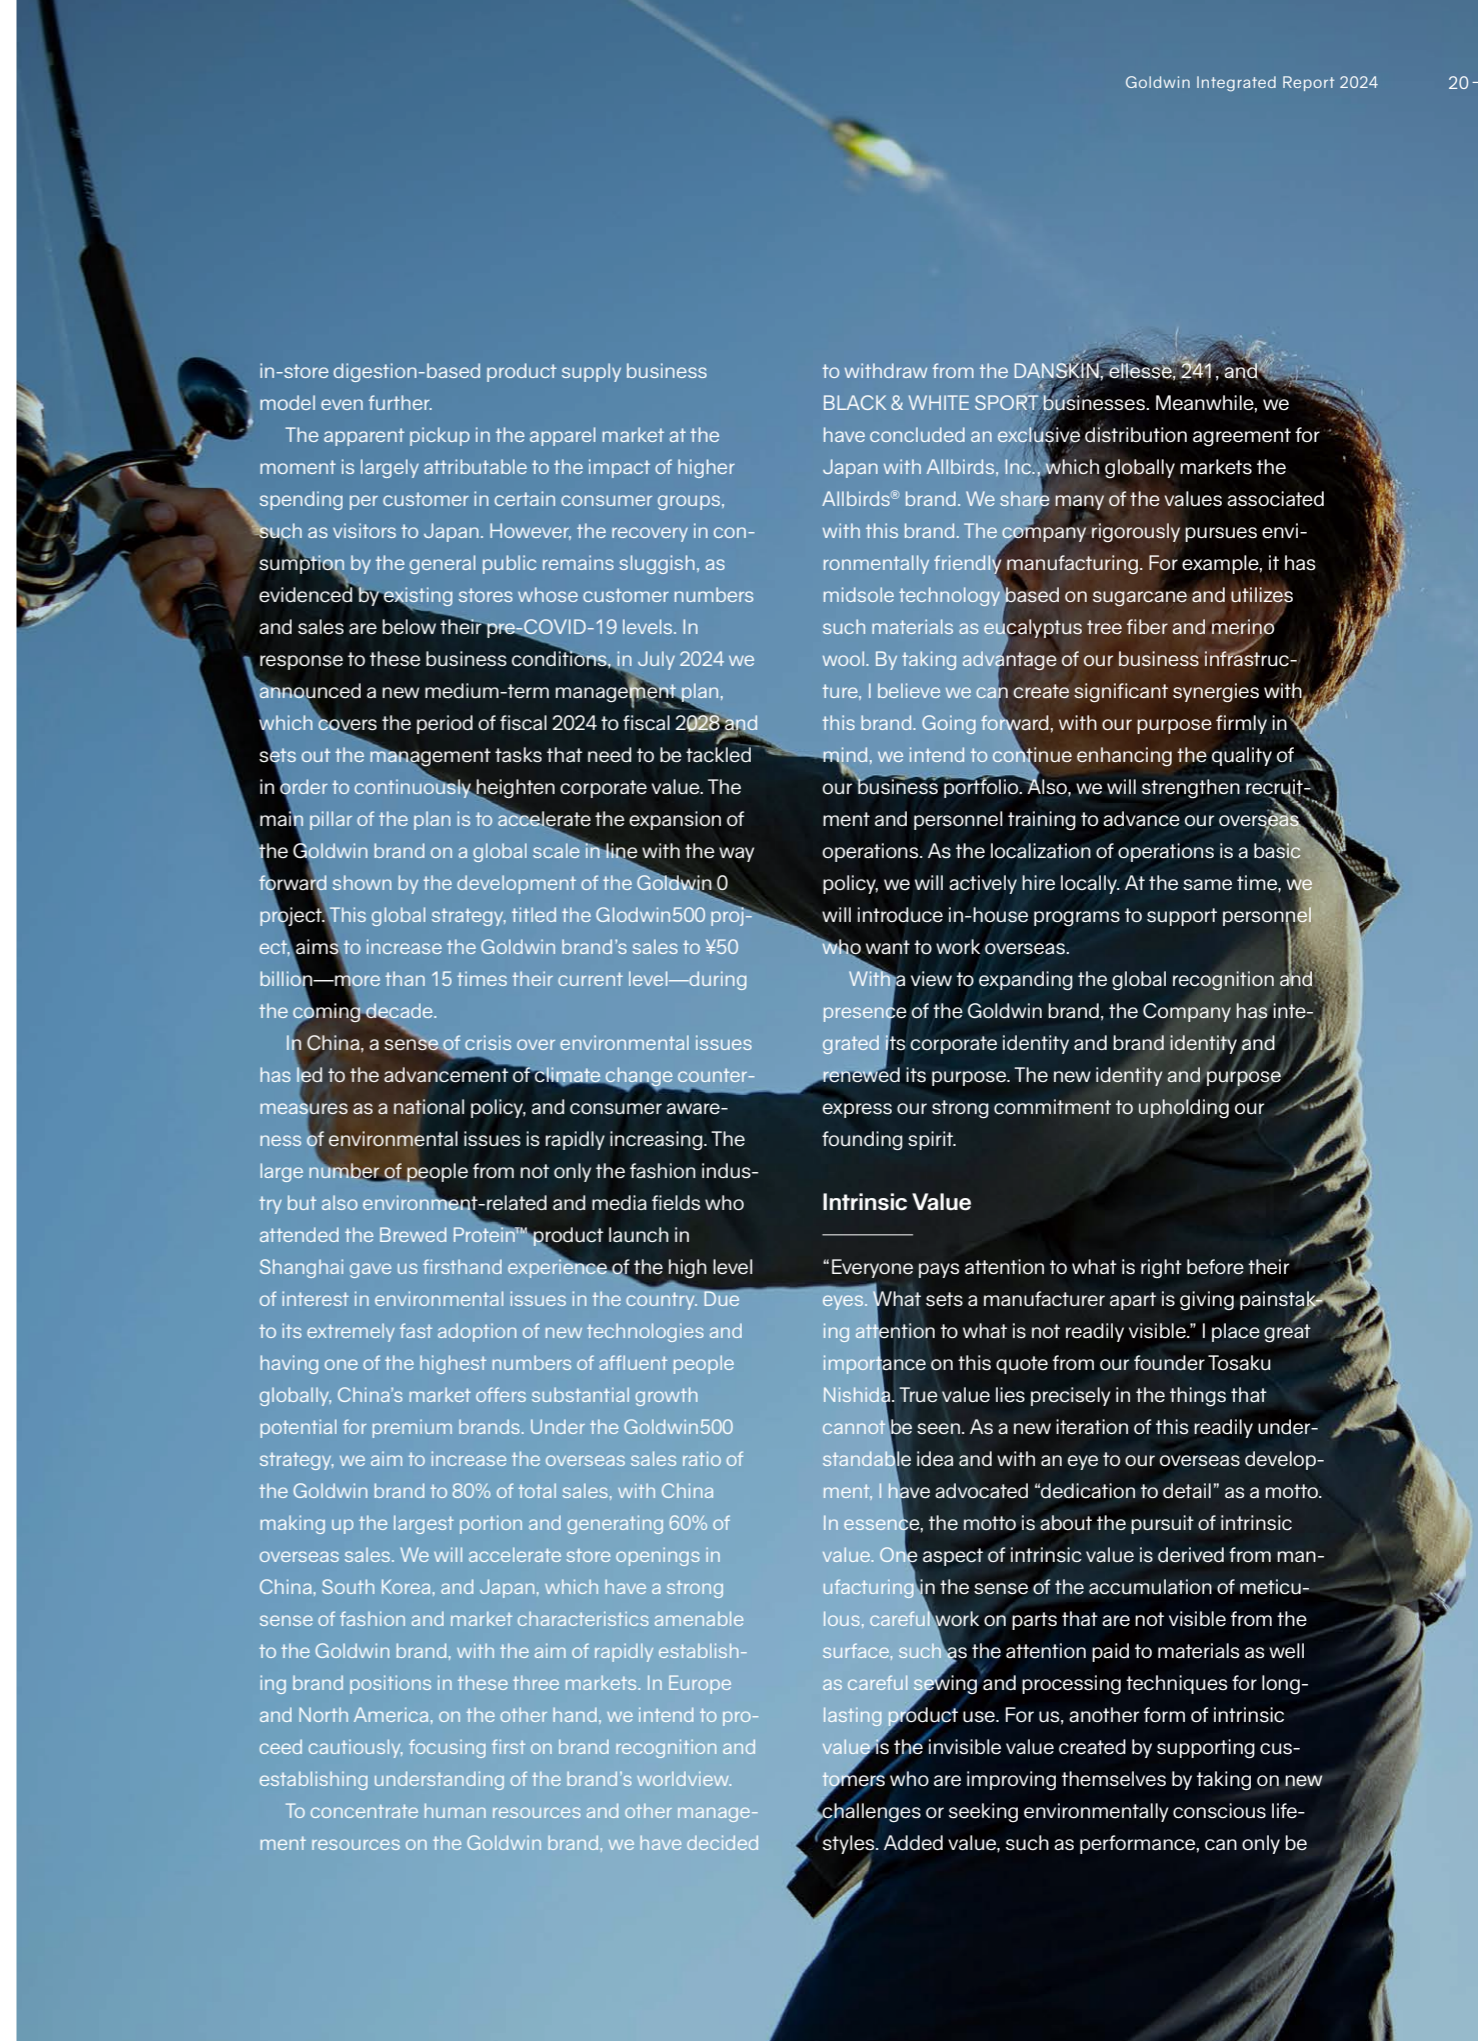 Goldwin Integrated Report 2024
20
in-store digestion-based product supply business
model even further.
The apparent pickup in the apparel market at the
moment is largely attributable to the impact of higher
spending per customer in certain consumer groups,
such as visitors to Japan. However, the recovery in con-
sumption by the general public remains sluggish, as
evidenced by existing stores whose customer numbers
and sales are below their pre-COVID-19 levels. In
response to these business conditions, in July 2024 we
announced a new medium-term management plan,
which covers the period of fiscal 2024 to fiscal 2028 and
sets out the management tasks that need to be tackled
in order to continuously heighten corporate value. The
main pillar of the plan is to accelerate the expansion of
the Goldwin brand on a global scale in line with the way
forward shown by the development of the Goldwin 0
project. This global strategy, titled the Glodwin500 proj-
ect, aims to increase the Goldwin brand's sales to ¥50
billion—more than 15 times their current level—during
the coming decade.
In China, a sense of crisis over environmental issues
has led to the advancement of climate change counter-
measures as a national policy, and consumer aware-
ness of environmental issues is rapidly increasing. The
large number of people from not only the fashion indus-
try but also environment-related and media fields who
attended the Brewed Protein™ product launch in
Shanghai gave us firsthand experience of the high level
of interest in environmental issues in the country. Due
to its extremely fast adoption of new technologies and
having one of the highest numbers of affluent people
globally, China's market offers substantial growth
potential for premium brands. Under the Goldwin500
strategy, we aim to increase the overseas sales ratio of
the Goldwin brand to 80% of total sales, with China
making up the largest portion and generating 60% of
overseas sales. We will accelerate store openings in
China, South Korea, and Japan, which have a strong
sense of fashion and market characteristics amenable
to the Goldwin brand, with the aim of rapidly establish-
ing brand positions in these three markets. In Europe
and North America, on the other hand, we intend to pro-
ceed cautiously, focusing first on brand recognition and
establishing understanding of the brand's worldview.
To concentrate human resources and other manage-
ment resources on the Goldwin brand, we have decided
to withdraw from the DANSKIN, ellesse, 241, and
BLACK & WHITE SPORT businesses. Meanwhile, we
have concluded an exclusive distribution agreement for
Japan with Allbirds, Inc., which globally markets the
Allbirds® brand. We share many of the values associated
with this brand. The company rigorously pursues envi-
ronmentally friendly manufacturing. For example, it has
midsole technology based on sugarcane and utilizes
such materials as eucalyptus tree fiber and merino
wool. By taking advantage of our business infrastruc-
ture, I believe we can create significant synergies with
this brand. Going forward, with our purpose firmly in
mind, we intend to continue enhancing the quality of
our business portfolio. Also, we will strengthen recruit-
ment and personnel training to advance our overseas
operations. As the localization of operations is a basic
policy, we will actively hire locally. At the same time, we
will introduce in-house programs to support personnel
who want to work overseas.
With a view to expanding the global recognition and
presence of the Goldwin brand, the Company has inte-
grated its corporate identity and brand identity and
renewed its purpose. The new identity and purpose
express our strong commitment to upholding our
founding spirit.
Intrinsic Value
“Everyone pays attention to what is right before their
eyes. What sets a manufacturer apart is giving painstak-
ing attention to what is not readily visible.” I place great
importance on this quote from our founder Tosaku
Nishida. True value lies precisely in the things that
cannot be seen. As a new iteration of this readily under-
standable idea and with an eye to our overseas develop-
ment, I have advocated “dedication to detail” as a motto.
In essence, the motto is about the pursuit of intrinsic
value. One aspect of intrinsic value is derived from man-
ufacturing in the sense of the accumulation of meticu-
lous, careful work on parts that are not visible from the
surface, such as the attention paid to materials as well
as careful sewing and processing techniques for long-
lasting product use. For us, another form of intrinsic
value is the invisible value created by supporting cus-
tomers who are improving themselves by taking on new
challenges or seeking environmentally conscious life-
styles. Added value, such as performance, can only be